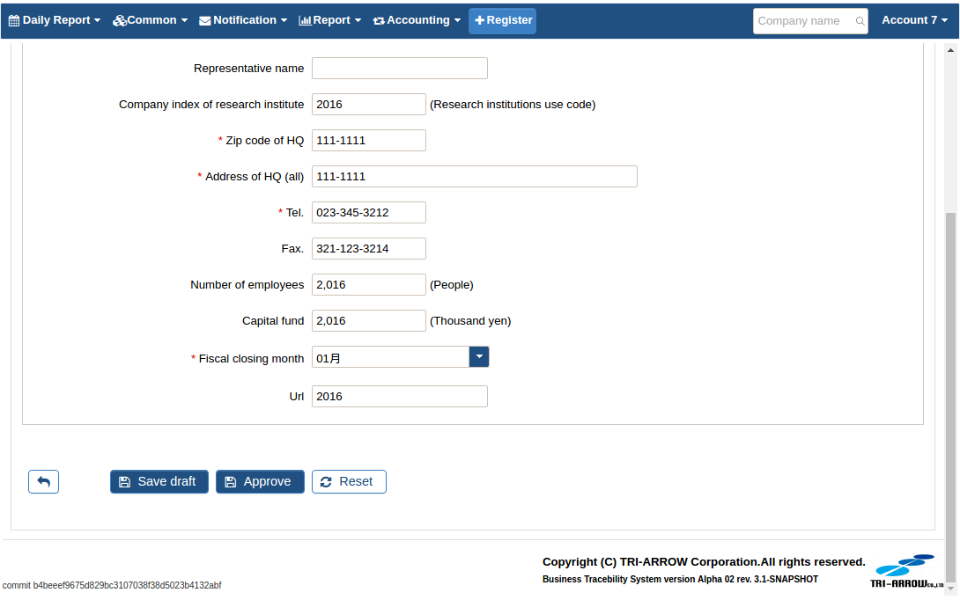 Daily Report Common Notification Report Accounting Register Company name Account 7
Representative name
Company index of research institute 2016 (Research institutions use code)
* Zip code of HQ 111-1111
* Address of HQ (all) 111-1111
* Tel. 023-345-3212
Fax. 321-123-3214
Number of employees 2,016 (People)
Capital fund 2,016 (Thousand yen)
* Fiscal closing month 01月
Url 2016
Save draft Approve Reset
Copyright (C) TRI-ARROW Corporation.All rights reserved.
Business Tracebility System version Alpha 02 rev. 3.1-SNAPSHOT
TRI-ARROW Co.,LTD
commit b4beeef9675d829bc3107038f38d5023b4132abf